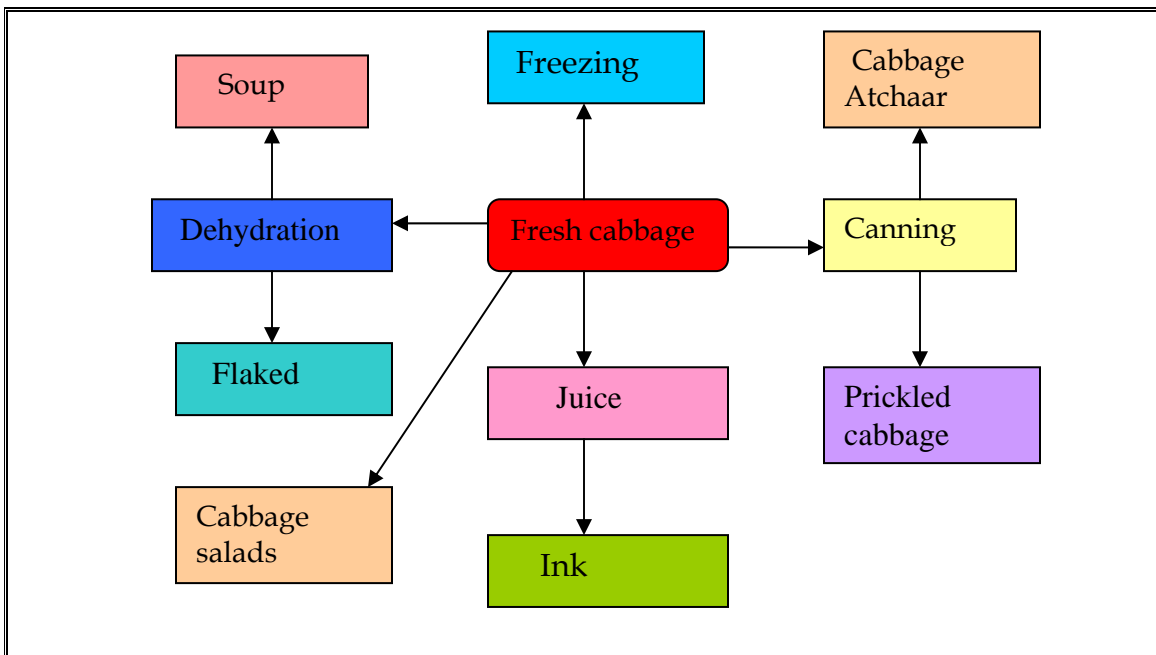 Soup
Freezing
Cabbage
Atchaar
Dehydration
Fresh cabbage
Canning
Flaked
Juice
Prickled
cabbage
Cabbage
salads
Ink